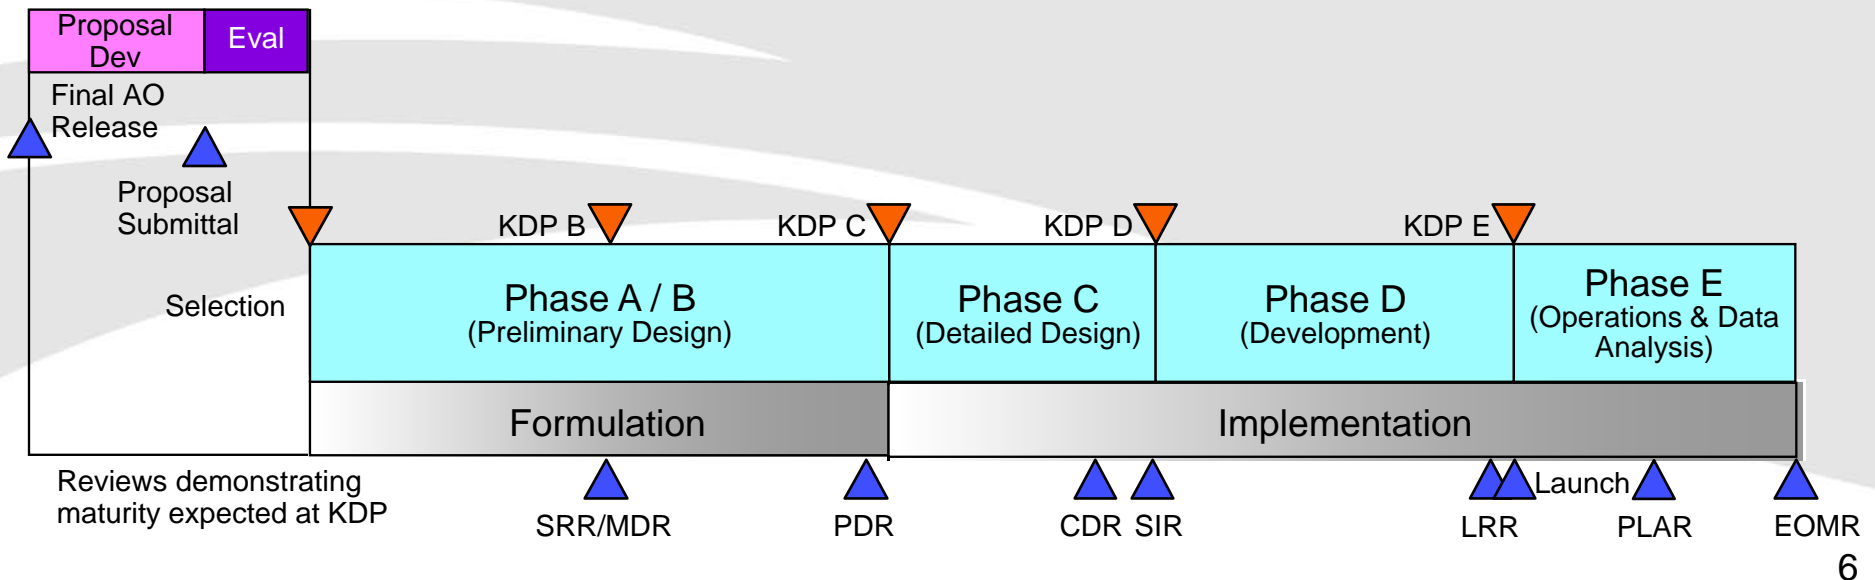 Proposal
Dev
Eval
Final AO
Release
Proposal
Submittal
Selection
KDP B
KDP C
KDP D
KDP E
Phase A / B
(Preliminary Design)
Phase C
(Detailed Design)
Phase D
(Development)
Phase E
(Operations & Data
Analysis)
Formulation
Implementation
Reviews demonstrating
maturity expected at KDP
SRR/MDR
PDR
CDR
SIR
LRR
Launch
PLAR
EOMR
6